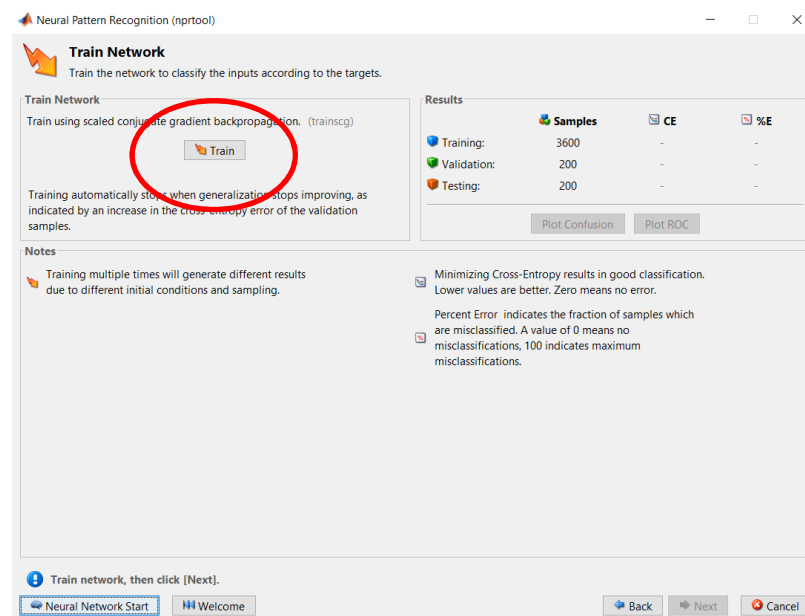 Neural Pattern Recognition (nprtool)
Train Network
Train the network to classify the inputs according to the targets.
Train Network
Train using scaled conjugate gradient backpropagation. (trainscg)
Train
Training automatically stops when generalization stops improving, as
indicated by an increase in the cross-entropy error of the validation
samples.
Results
Samples CE %E
Training: 3600 - -
Validation: 200 - -
Testing: 200 - -
Plot Confusion Plot ROC
Notes
Training multiple times will generate different results
due to different initial conditions and sampling.
Minimizing Cross-Entropy results in good classification.
Lower values are better. Zero means no error.
Percent Error indicates the fraction of samples which
are misclassified. A value of 0 means no
misclassifications, 100 indicates maximum
misclassifications.
Train network, then click [Next].
Neural Network Start Welcome Back Next Cancel